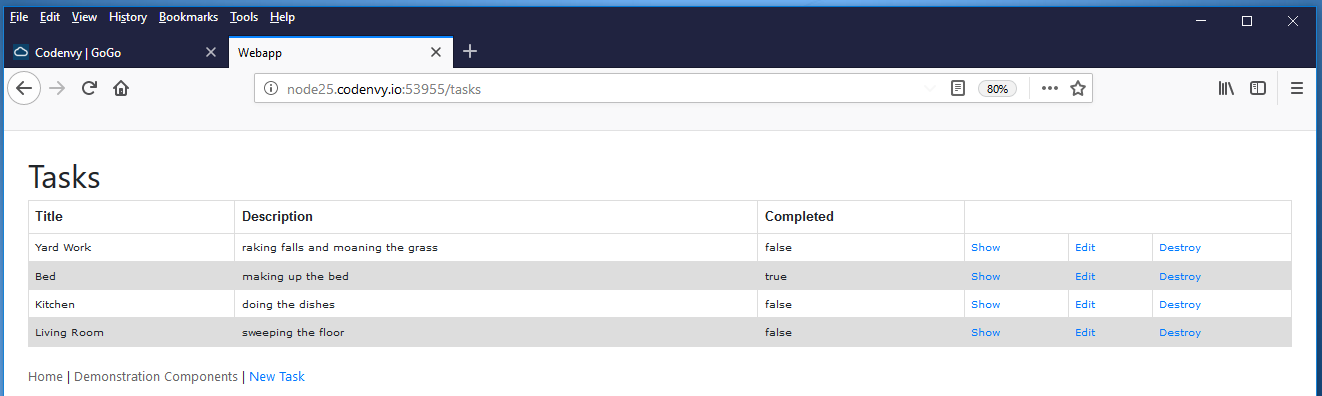 File Edit View History Bookmarks Tools Help
Codenvy | GoGo Webapp
node25.codenvy.io:53955/tasks 80%
Tasks
Title Description Completed
Yard Work raking falls and moaning the grass false Show Edit Destroy
Bed making up the bed true Show Edit Destroy
Kitchen doing the dishes false Show Edit Destroy
Living Room sweeping the floor false Show Edit Destroy
Home | Demonstration Components | New Task